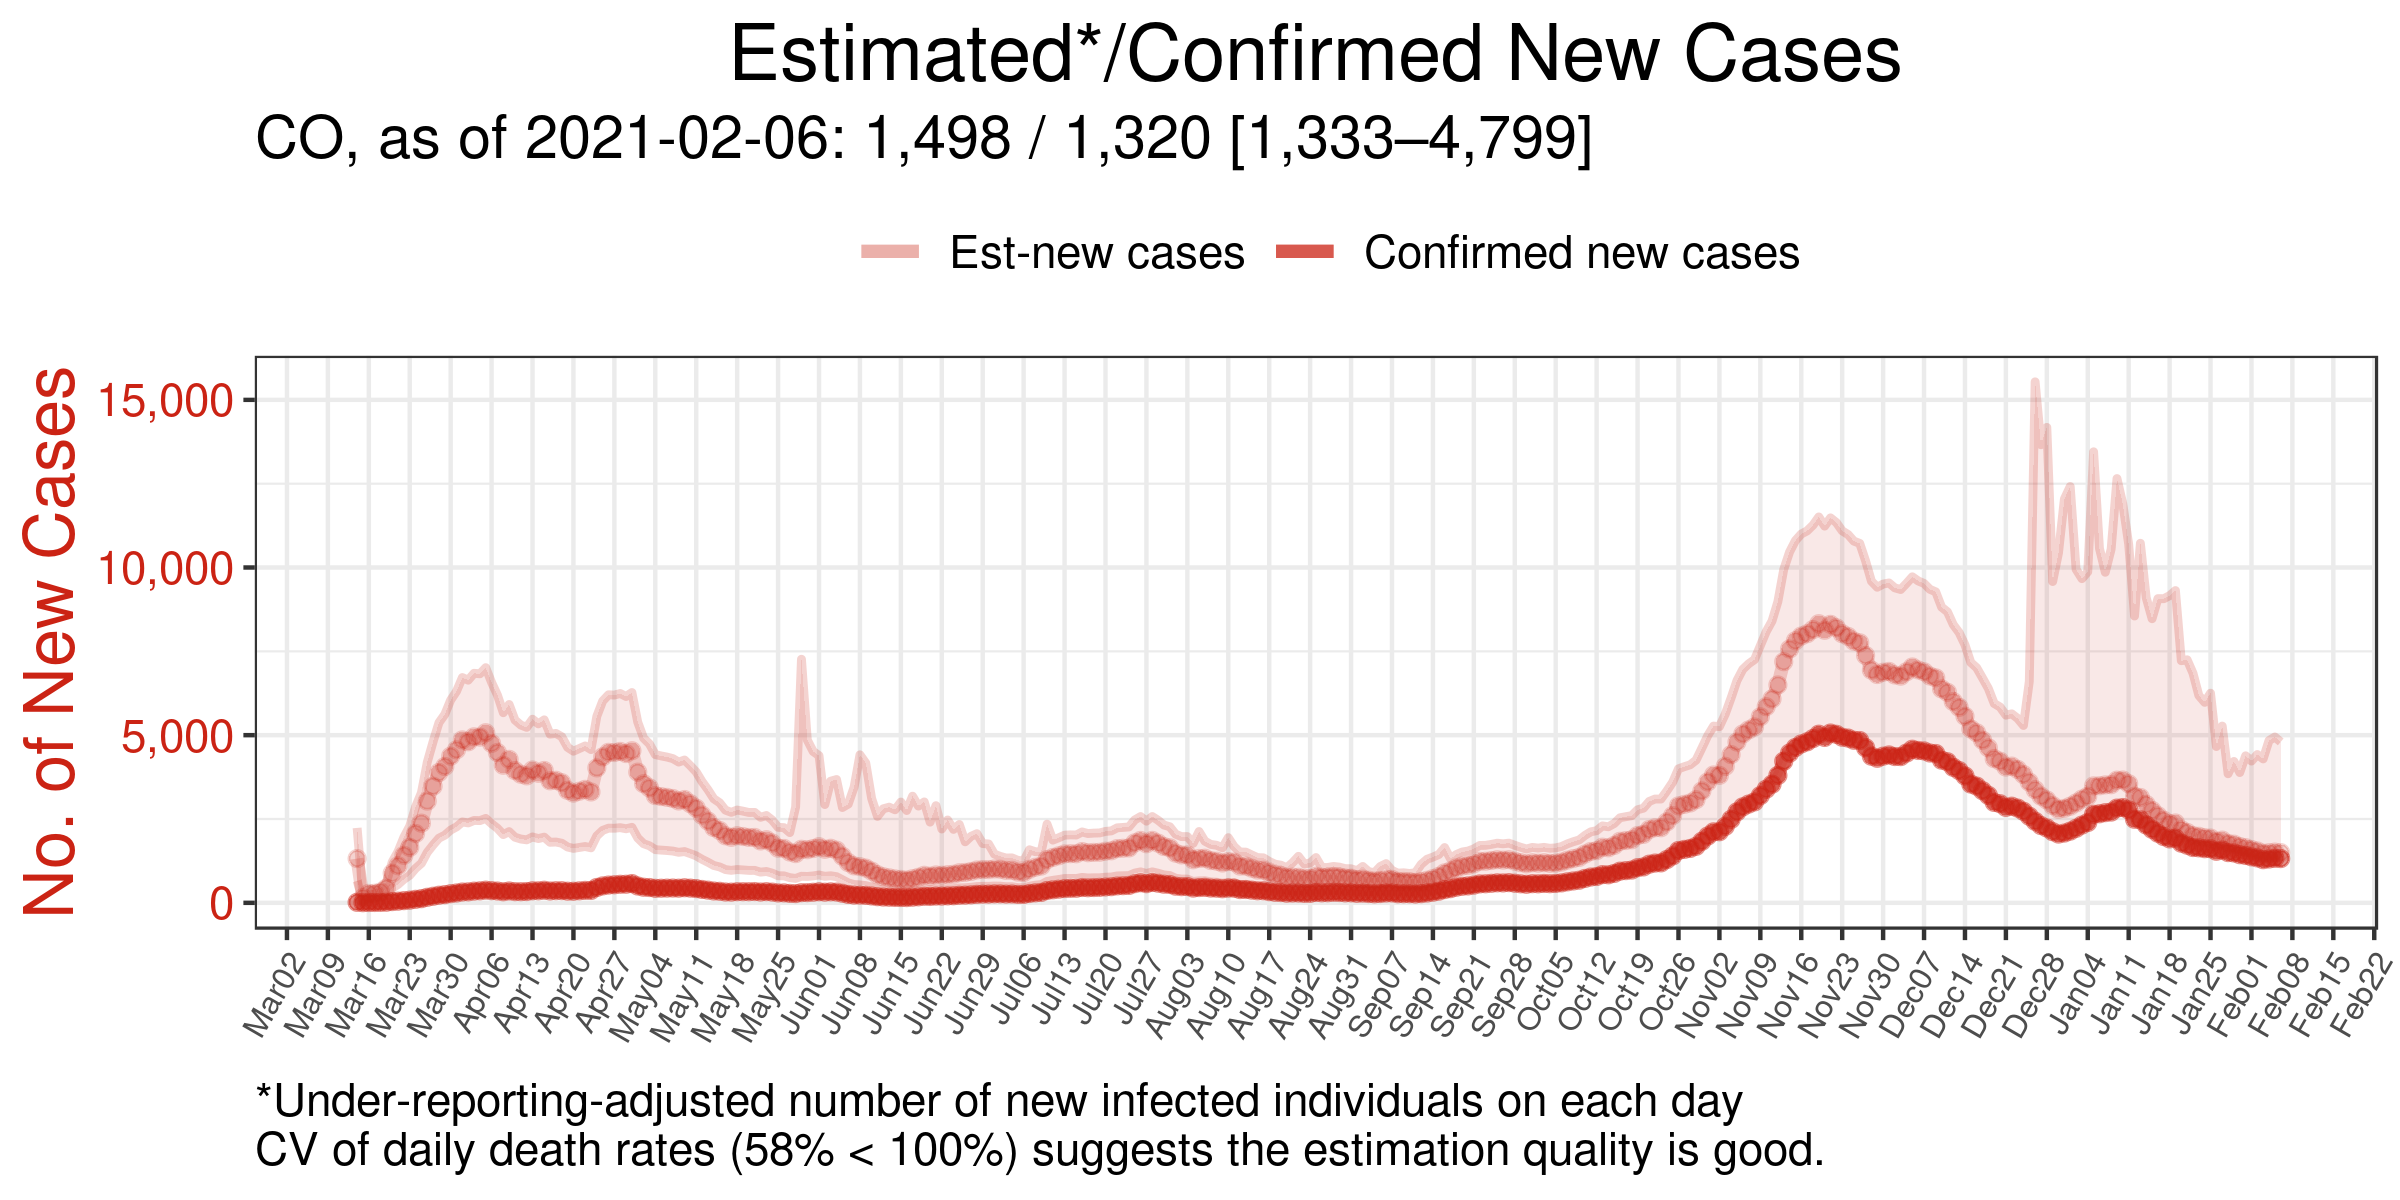 Estimated*/Confirmed New Cases
CO, as of 2021-02-06: 1,498 / 1,320 [1,333–4,799]
Est-new cases Confirmed new cases
No. of New Cases
15,000
10,000
5,000
0
Mar02 Mar09 Mar16 Mar23 Mar30 Apr06 Apr13 Apr20 Apr27 May04 May11 May18 May25 Jun01 Jun08 Jun15 Jun22 Jun29 Jul06 Jul13 Jul20 Jul27 Aug03 Aug10 Aug17 Aug24 Aug31 Sep07 Sep14 Sep21 Sep28 Oct05 Oct12 Oct19 Oct26 Nov02 Nov09 Nov16 Nov23 Nov30 Dec07 Dec14 Dec21 Dec28 Jan04 Jan11 Jan18 Jan25 Feb01 Feb08 Feb15 Feb22
*Under-reporting-adjusted number of new infected individuals on each day
CV of daily death rates (58% < 100%) suggests the estimation quality is good.